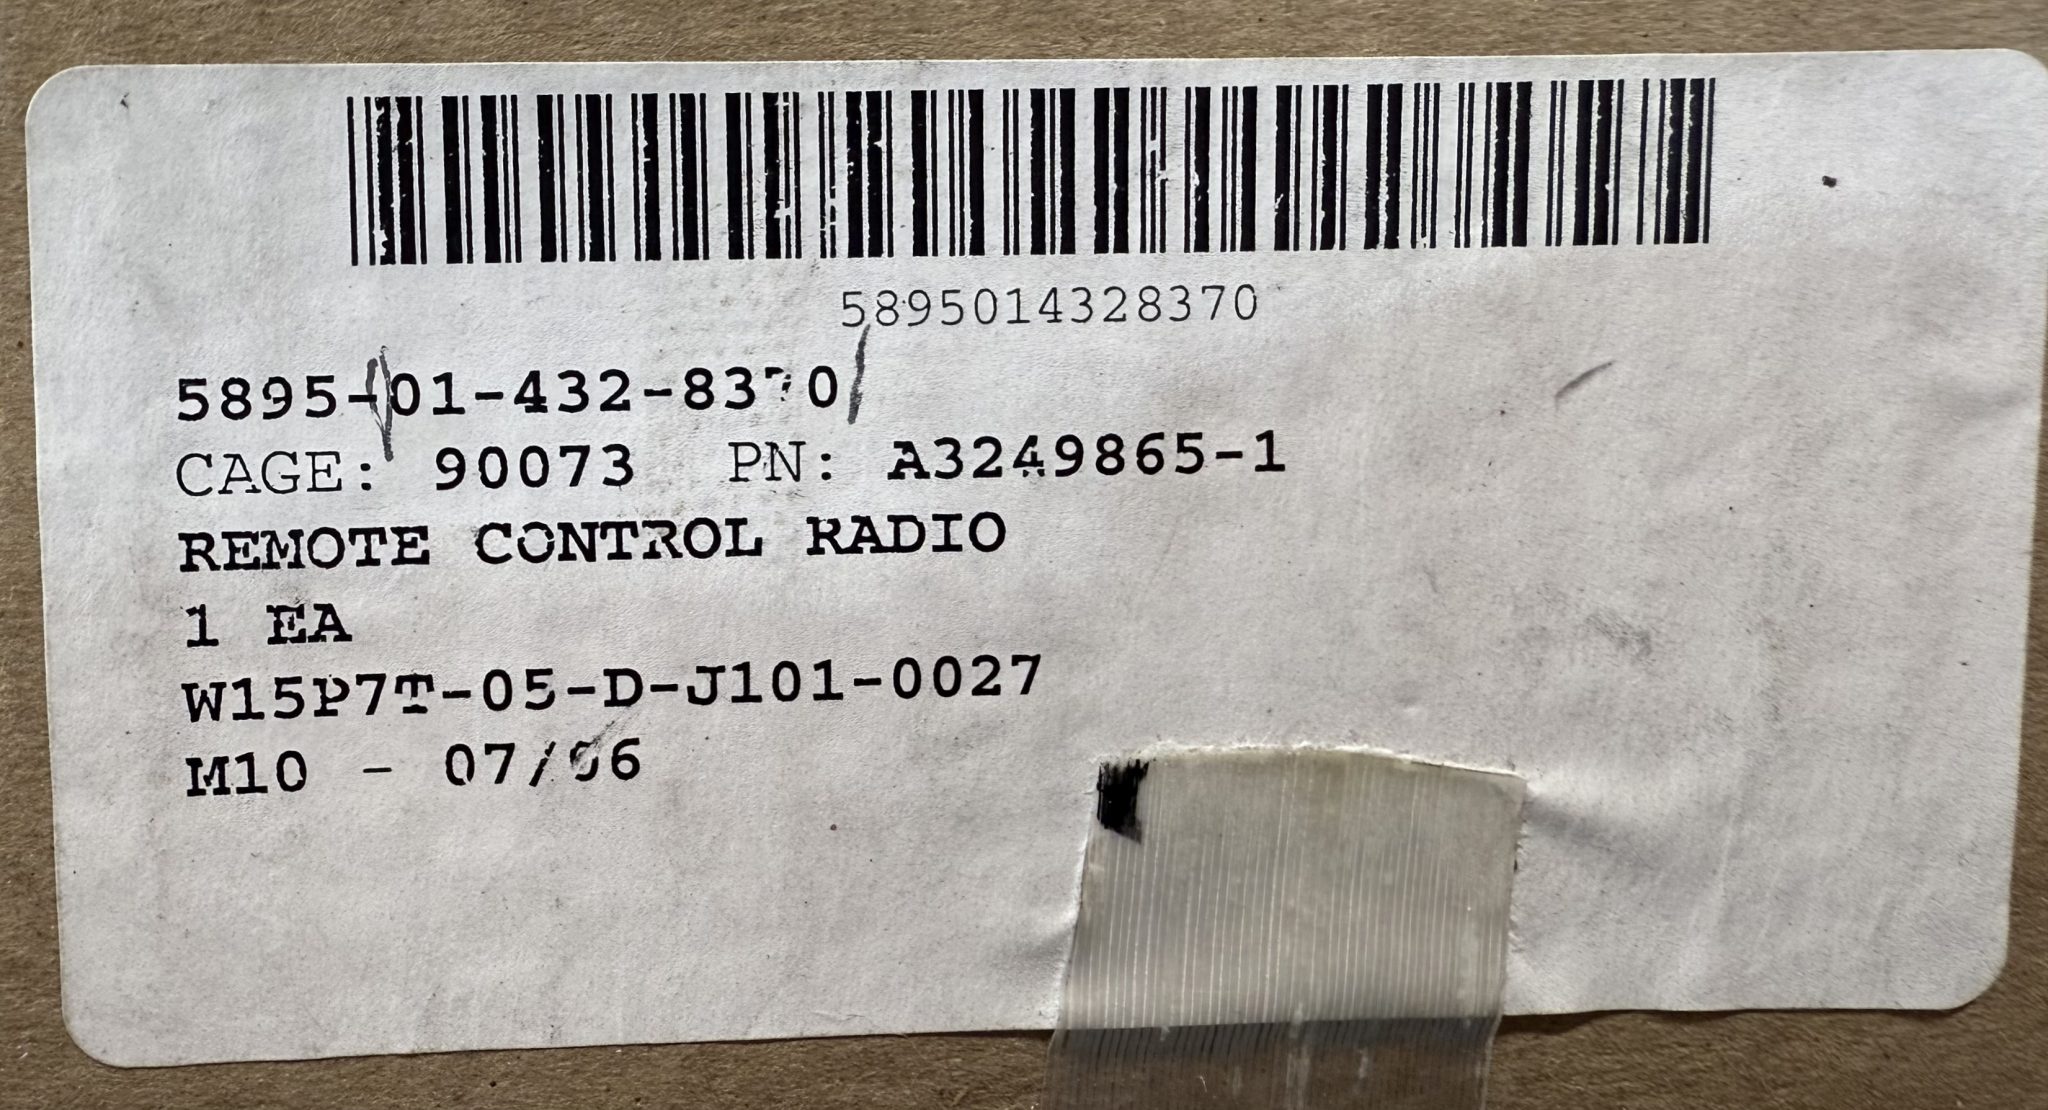 5895014328370
5895-01-432-8370
CAGE: 90073 PN: A3249865-1
REMOTE CONTROL RADIO
1 EA
W15P7T-05-D-J101-0027
M10 - 07/06